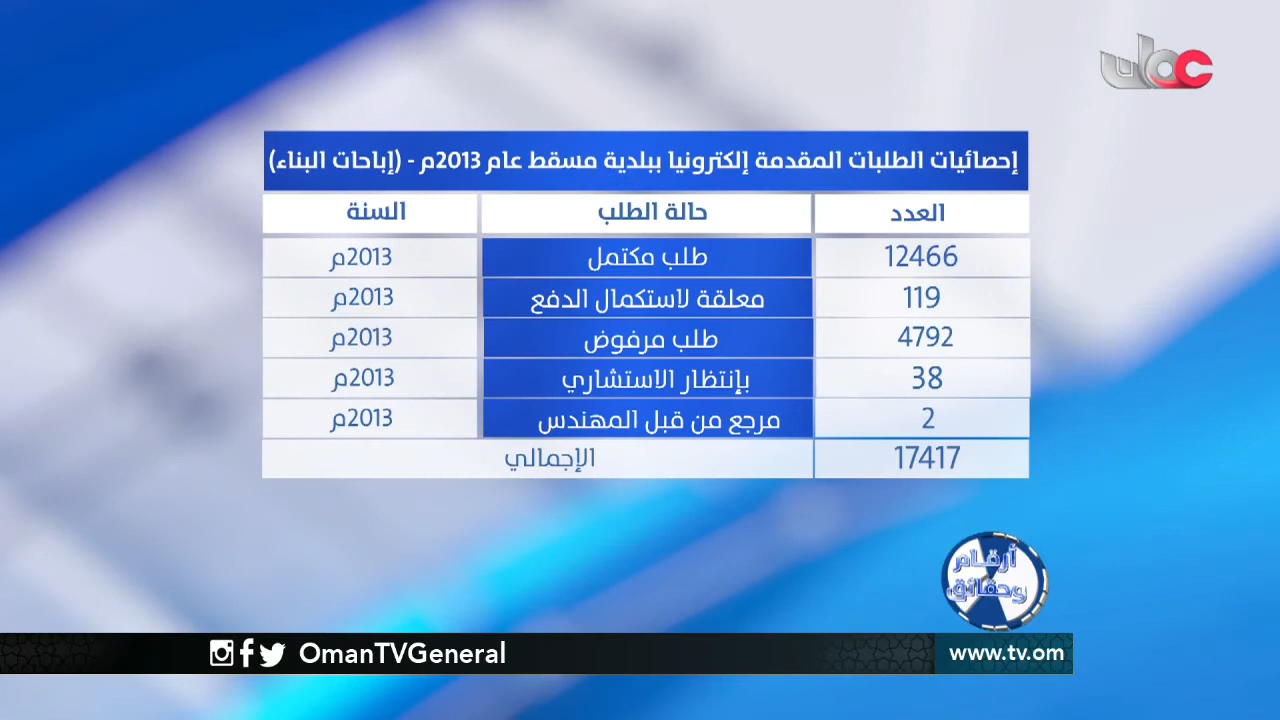 عمان
إحصائيات الطلبات المقدمة إلكترونيا ببلدية مسقط عام 2013م - (إباحات البناء)
العدد حالة الطلب السنة
12466 طلب مكتمل 2013م
119 معلقة لاستكمال الدفع 2013م
4792 طلب مرفوض 2013م
38 بإنتظار الاستشاري 2013م
2 مرجع من قبل المهندس 2013م
17417 الإجمالي
أرقام
وحقائق
OmanTVGeneral www.tv.om